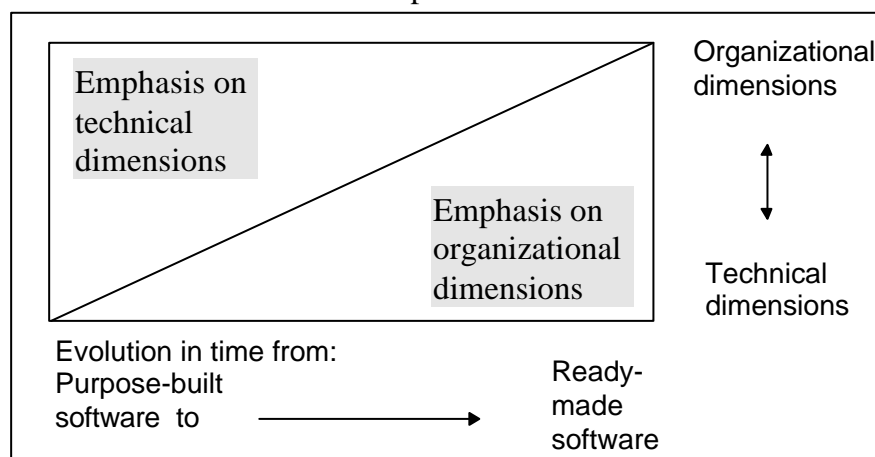 Emphasis on
technical
dimensions
Organizational
dimensions
Emphasis on
organizational
dimensions
Technical
dimensions
Evolution in time from:
Purpose-built
software to
Ready-
made
software